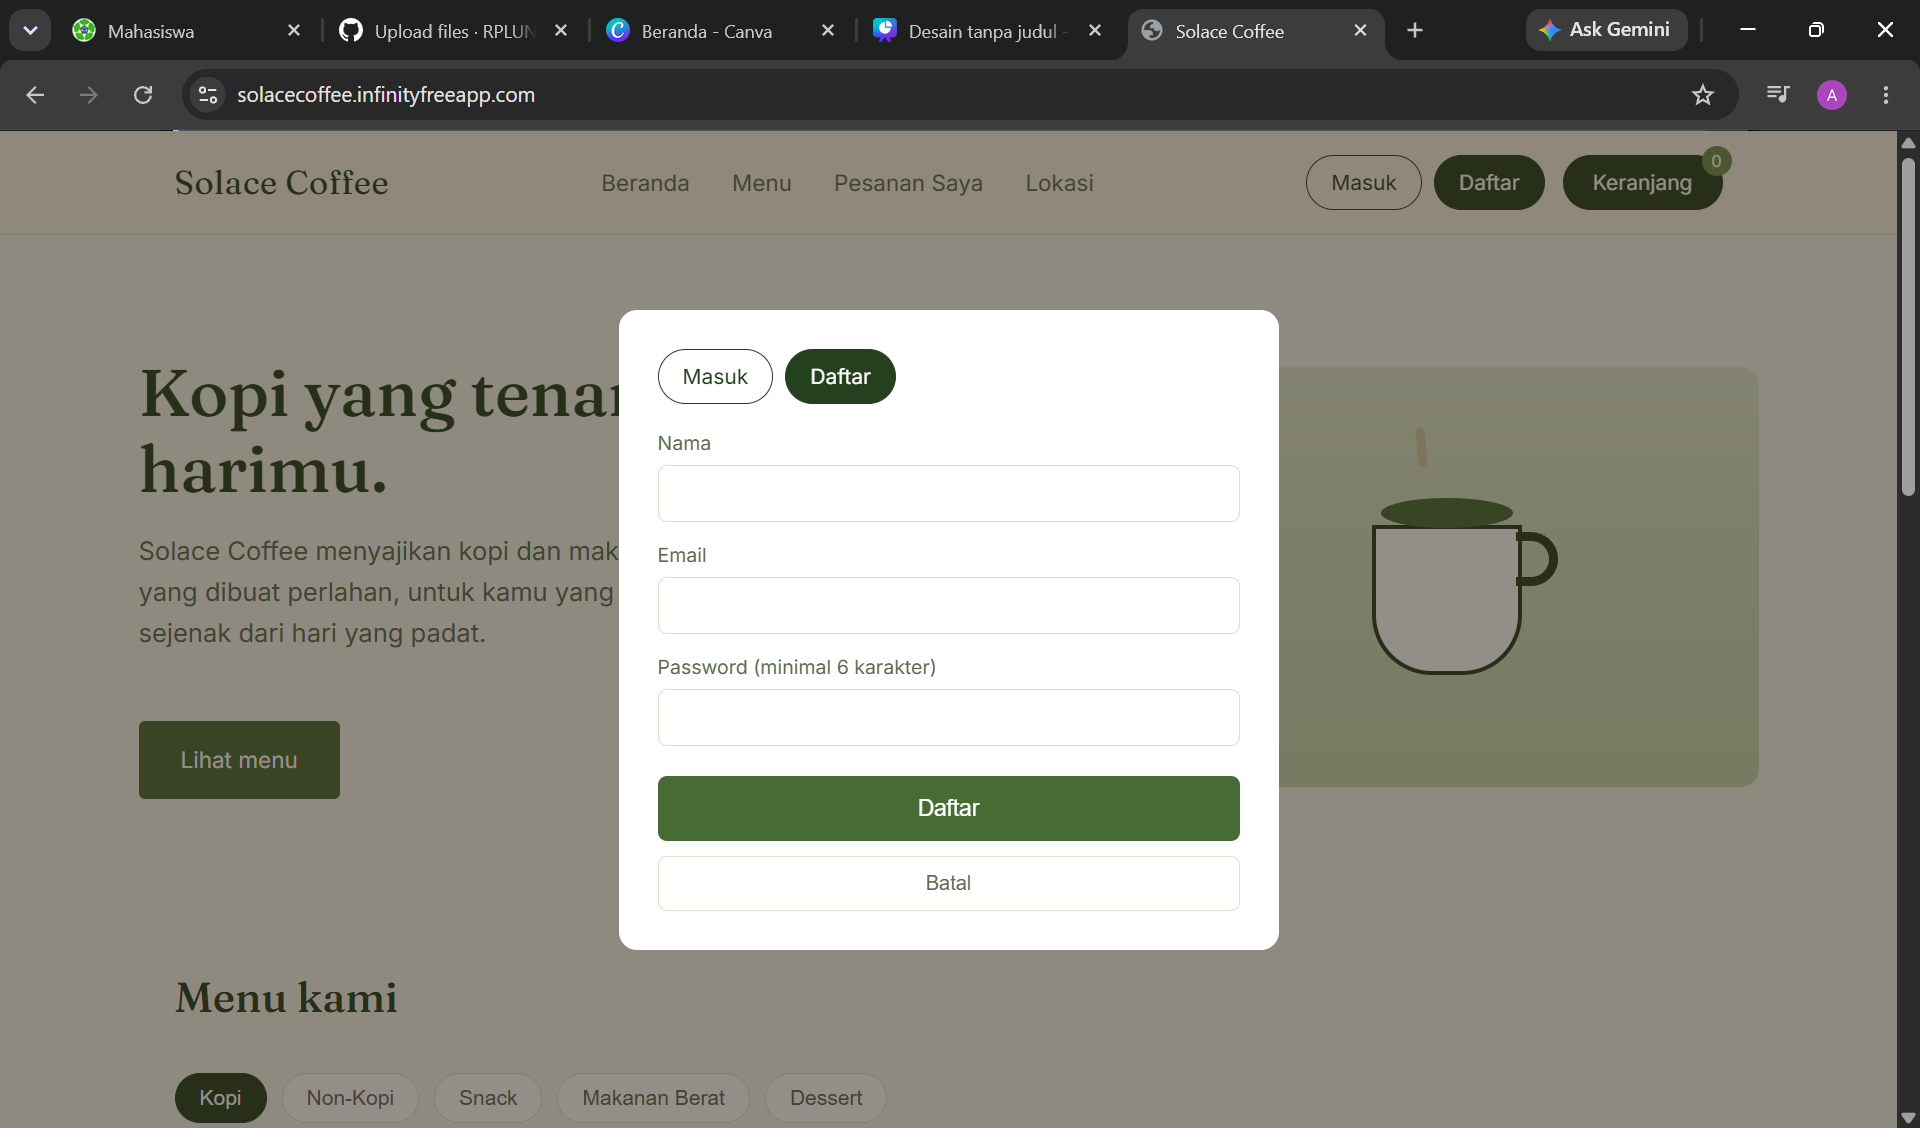 Mahasiswa
Upload files · RPLUN
Beranda - Canva
Desain tanpa judul -
Solace Coffee
Ask Gemini
solacecoffee.infinityfreeapp.com
A
Solace Coffee
Beranda
Menu
Pesanan Saya
Lokasi
Masuk
Daftar
Keranjang
0
Kopi yang tenan
harimu.
Solace Coffee menyajikan kopi dan mak
yang dibuat perlahan, untuk kamu yang
sejenak dari hari yang padat.
Lihat menu
Masuk
Daftar
Nama
Email
Password (minimal 6 karakter)
Daftar
Batal
Menu kami
Kopi
Non-Kopi
Snack
Makanan Berat
Dessert